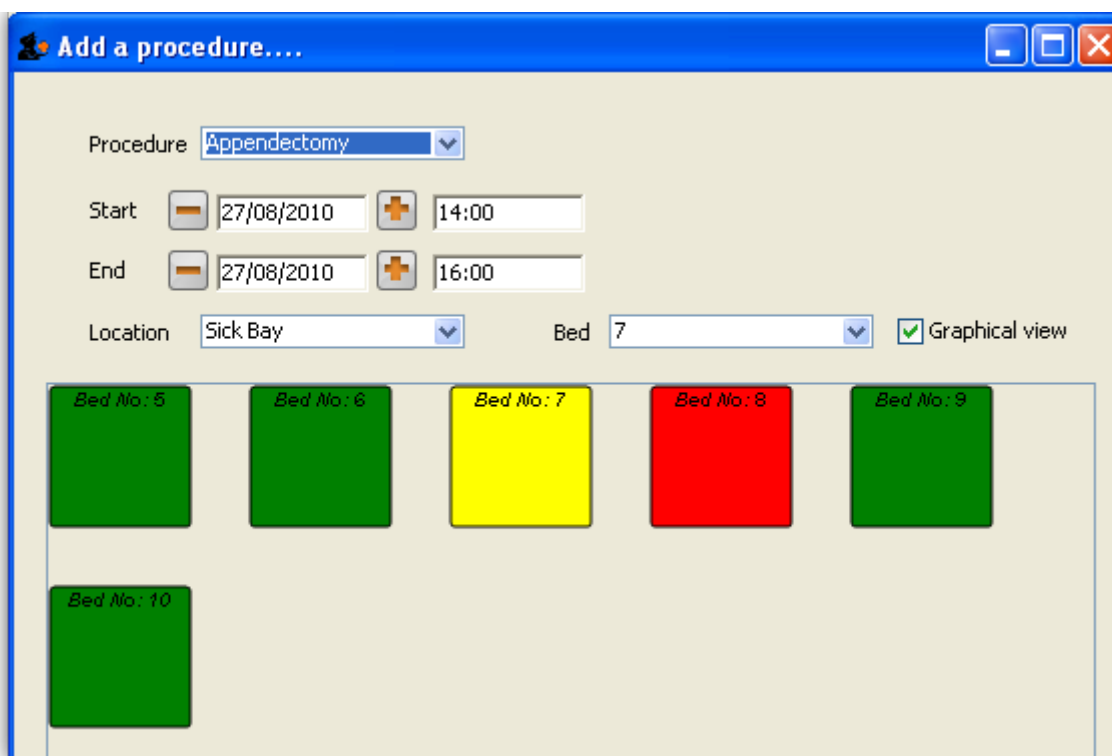 Add a procedure....
Procedure Appendectomy
Start 27/08/2010 14:00
End 27/08/2010 16:00
Location Sick Bay Bed 7 Graphical view
Bed No: 5 Bed No: 6 Bed No: 7 Bed No: 8 Bed No: 9
Bed No: 10